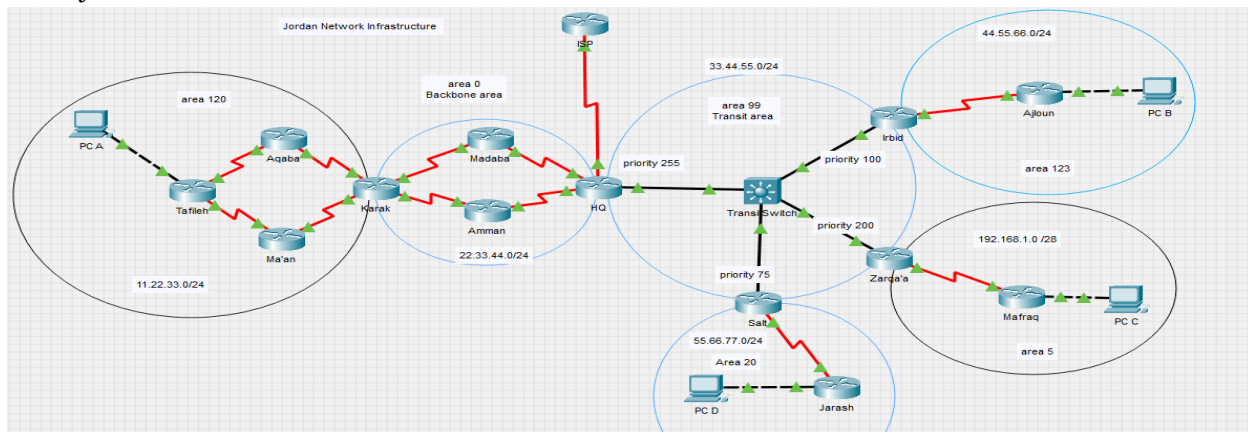 Jordan Network Infrastructure
ISP
area 0
Backbone area
33.44.55.0/24
44.55.66.0/24
area 120
area 99
Transit area
PC A
Aqaba
Madaba
Irbid
Ajloun
PC B
priority 255
priority 100
area 123
Tafileh
Karak
HQ
Transit Switch
Ma'an
Amman
priority 200
192.168.1.0 /28
22.33.44.0/24
11.22.33.0/24
priority 75
Zarqa'a
Mafraq
PC C
Salt
55.66.77.0/24
area 5
Area 20
PC D
Jarash